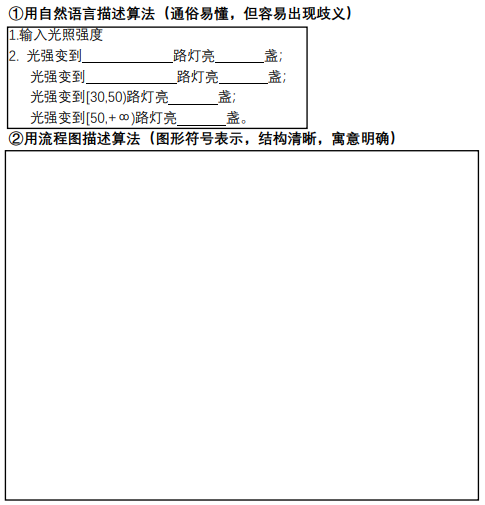 ①用自然语言描述算法（通俗易懂，但容易出现歧义）
1.输入光照强度
2. 光强变到____________路灯亮______盏;
光强变到____________路灯亮______盏;
光强变到[30,50)路灯亮______盏;
光强变到[50,+∞)路灯亮______盏。
②用流程图描述算法（图形符号表示，结构清晰，寓意明确）